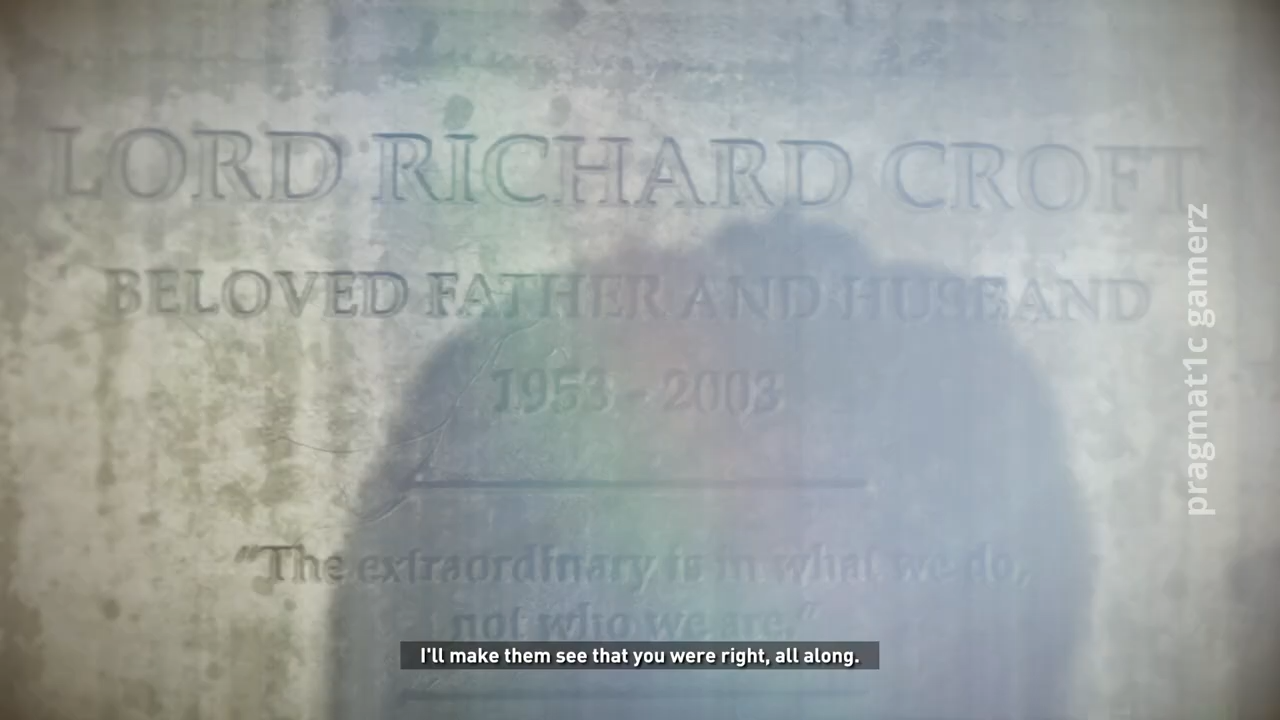 LORD RICHARD CROFT
BELOVED FATHER AND HUSBAND
1953 - 2003
"The extraordinary is in what we do,
not who we are."
I'll make them see that you were right, all along.
pragmat1c gamerz